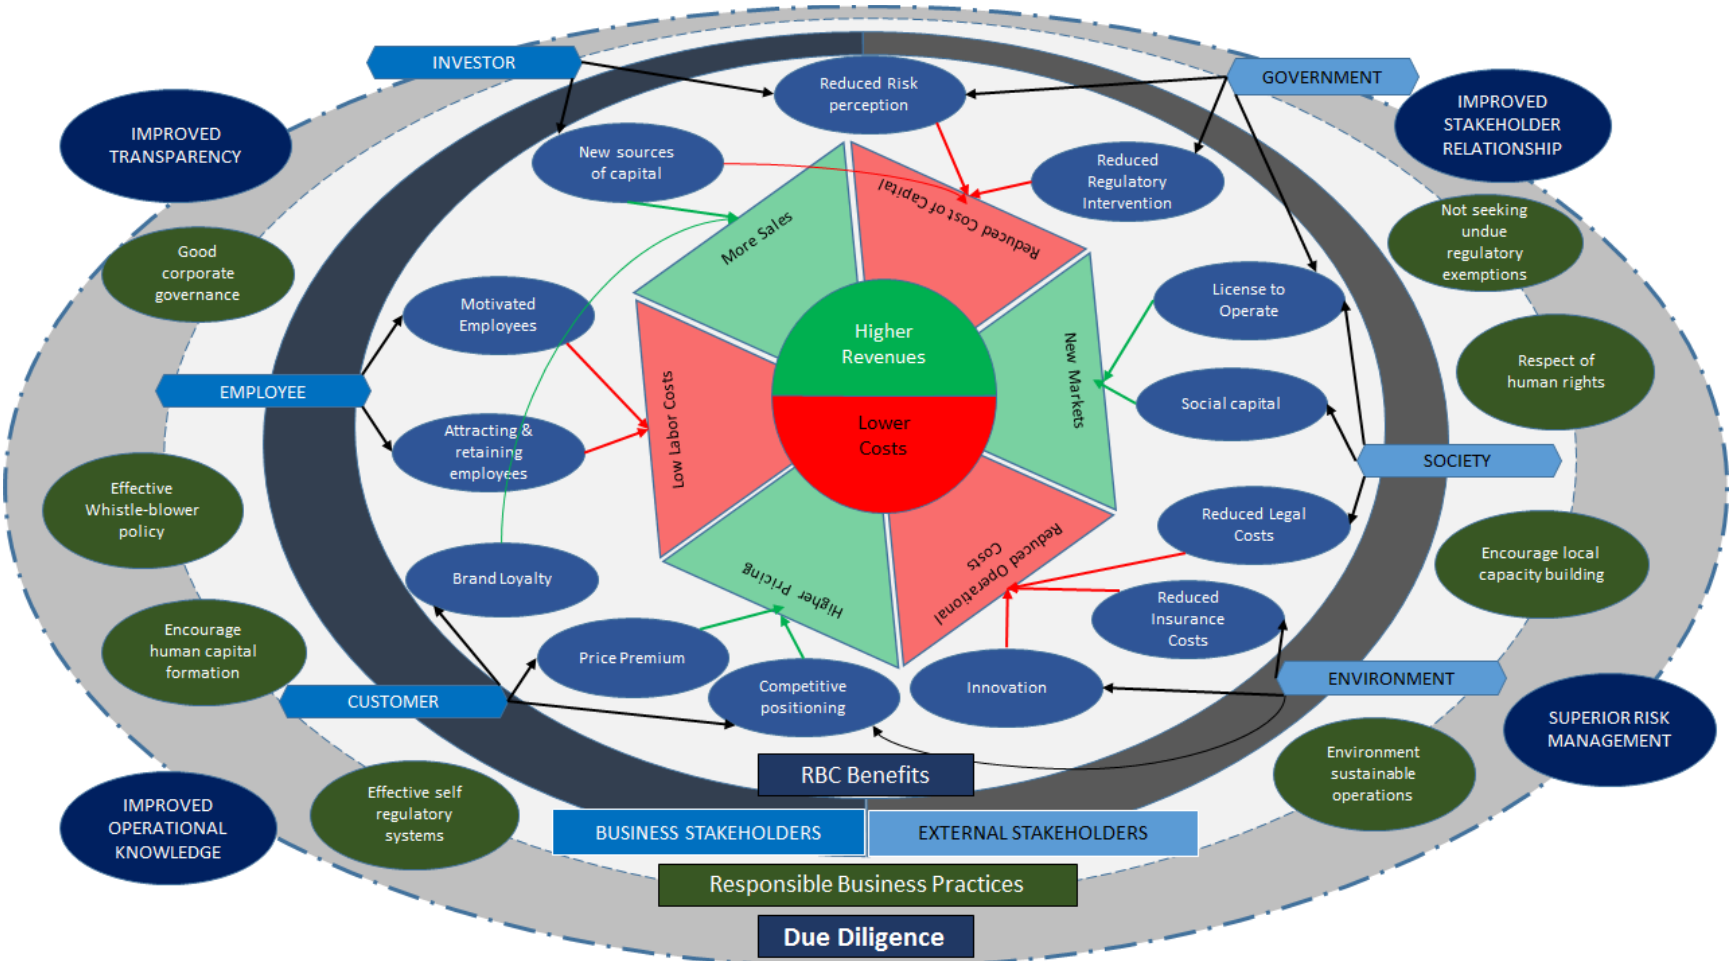 INVESTOR
GOVERNMENT
Reduced Risk
perception
IMPROVED
TRANSPARENCY
IMPROVED
STAKEHOLDER
RELATIONSHIP
New sources
of capital
Reduced
Regulatory
Intervention
Reduced Cost of Capital
More Sales
Not seeking
undue
regulatory
exemptions
Good
corporate
governance
Motivated
Employees
License to
Operate
Higher
Revenues
New Markets
Respect of
human rights
EMPLOYEE
Low Labor Costs
Social capital
Lower
Costs
Attracting &
retaining
employees
SOCIETY
Effective
Whistle-blower
policy
Reduced Legal
Costs
Reduced Operational
Costs
Encourage local
capacity building
Brand Loyalty
Higher Pricing
Reduced
Insurance
Costs
Encourage
human capital
formation
Price Premium
Competitive
positioning
Innovation
ENVIRONMENT
CUSTOMER
SUPERIOR RISK
MANAGEMENT
RBC Benefits
Environment
sustainable
operations
IMPROVED
OPERATIONAL
KNOWLEDGE
Effective self
regulatory
systems
BUSINESS STAKEHOLDERS
EXTERNAL STAKEHOLDERS
Responsible Business Practices
Due Diligence